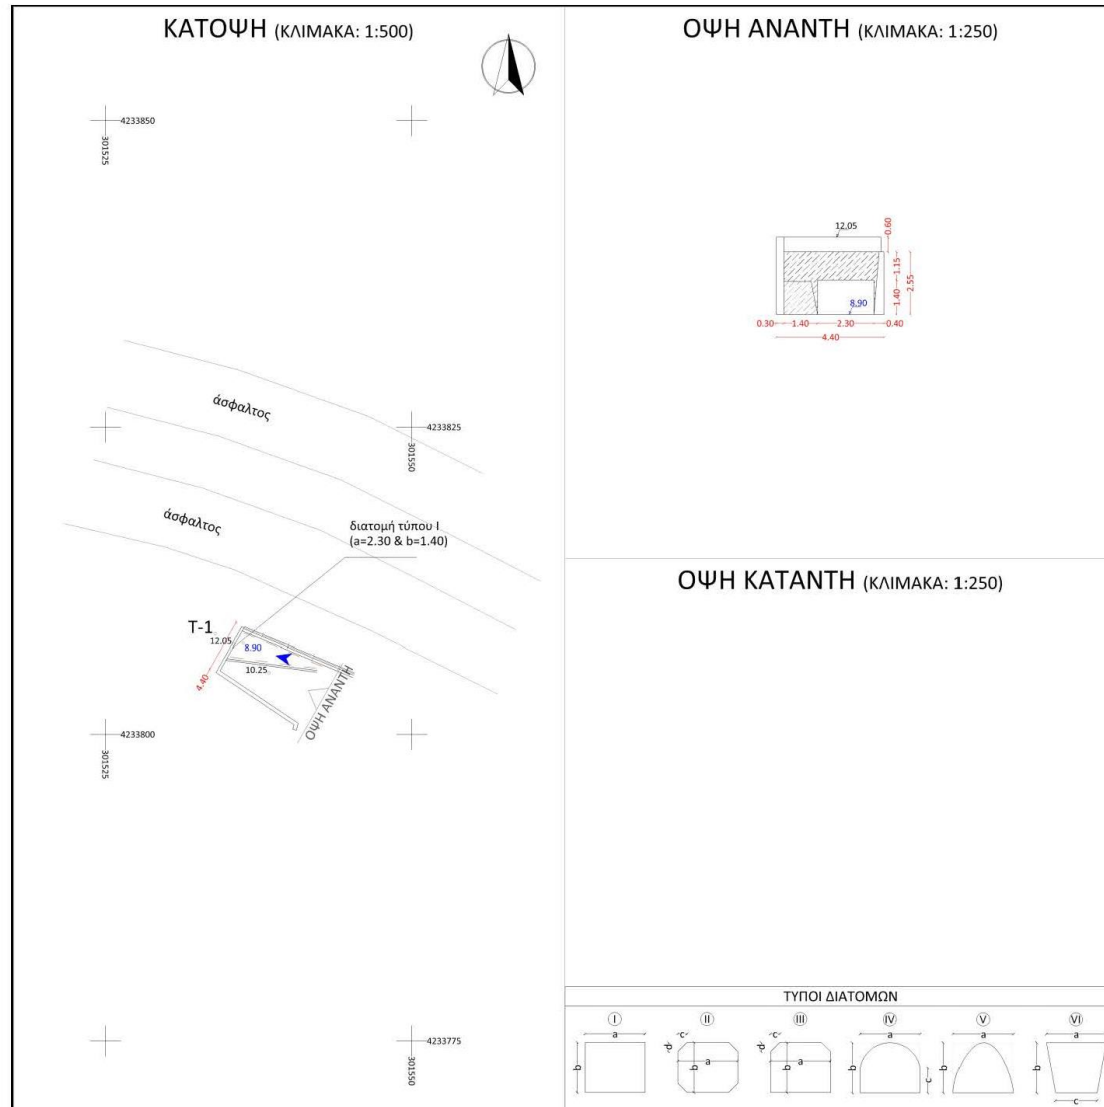 ΚΑΤΟΨΗ (ΚΛΙΜΑΚΑ: 1:500)
4233850
301525
4233825
301550
άσφαλτος
άσφαλτος
διατομή τύπου Ι
(a=2.30 & b=1.40)
Τ-1
12.05
8.90
10.25
4.40
ΟΨΗ ΑΝΑΝΤΗ
4233800
301525
4233775
301550
ΟΨΗ ΑΝΑΝΤΗ (ΚΛΙΜΑΚΑ: 1:250)
12.05
0.60
1.15
2.55
1.40
8.90
0.30 1.40 2.30 0.40
4.40
ΟΨΗ ΚΑΤΑΝΤΗ (ΚΛΙΜΑΚΑ: 1:250)
ΤΥΠΟΙ ΔΙΑΤΟΜΩΝ
I II III IV V VI
a c c a a a
b d b a d b a b c b b c